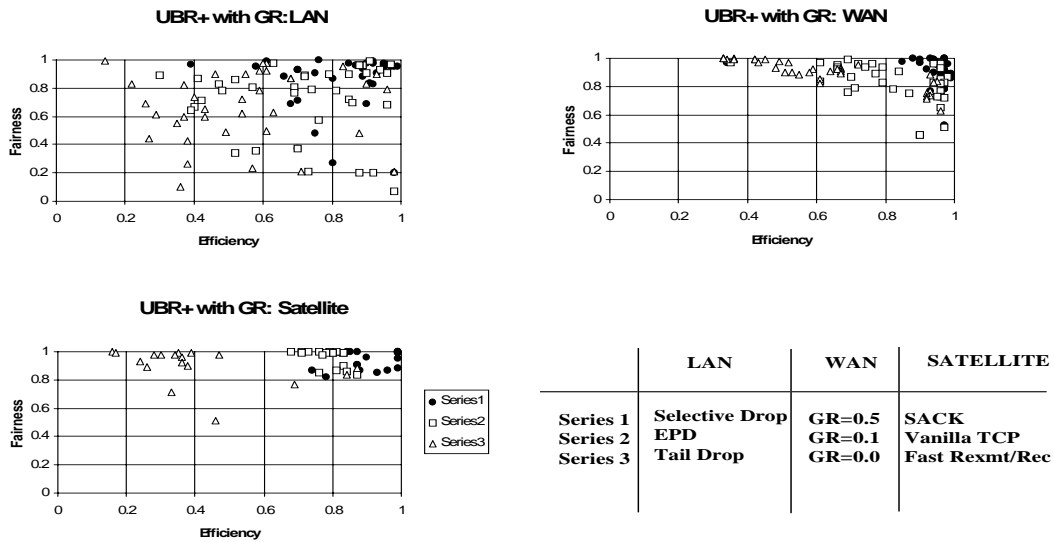 UBR+ with GR: LAN
Fairness
1
0.8
0.6
0.4
0.2
0
0 0.2 0.4 0.6 0.8 1
Efficiency
UBR+ with GR: WAN
Fairness
1
0.8
0.6
0.4
0.2
0
0 0.2 0.4 0.6 0.8 1
Efficiency
UBR+ with GR: Satellite
Fairness
1
0.8
0.6
0.4
0.2
0
0 0.2 0.4 0.6 0.8 1
Efficiency
Series1
Series2
Series3
LAN WAN SATELLITE
Series 1 Selective Drop GR=0.5 SACK
Series 2 EPD GR=0.1 Vanilla TCP
Series 3 Tail Drop GR=0.0 Fast Rexmt/Rec